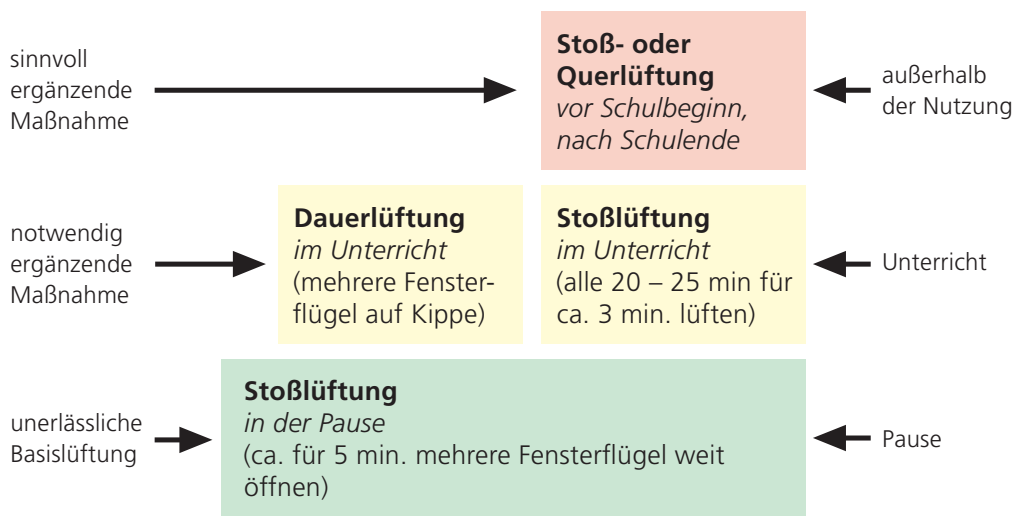 sinnvoll
ergänzende
Maßnahme
Stoß- oder
Querlüftung
vor Schulbeginn,
nach Schulende
außerhalb
der Nutzung
notwendig
ergänzende
Maßnahme
Dauerlüftung
im Unterricht
(mehrere Fenster-
flügel auf Kippe)
Stoßlüftung
im Unterricht
(alle 20 – 25 min für
ca. 3 min. lüften)
Unterricht
unerlässliche
Basislüftung
Stoßlüftung
in der Pause
(ca. für 5 min. mehrere Fensterflügel weit
öffnen)
Pause